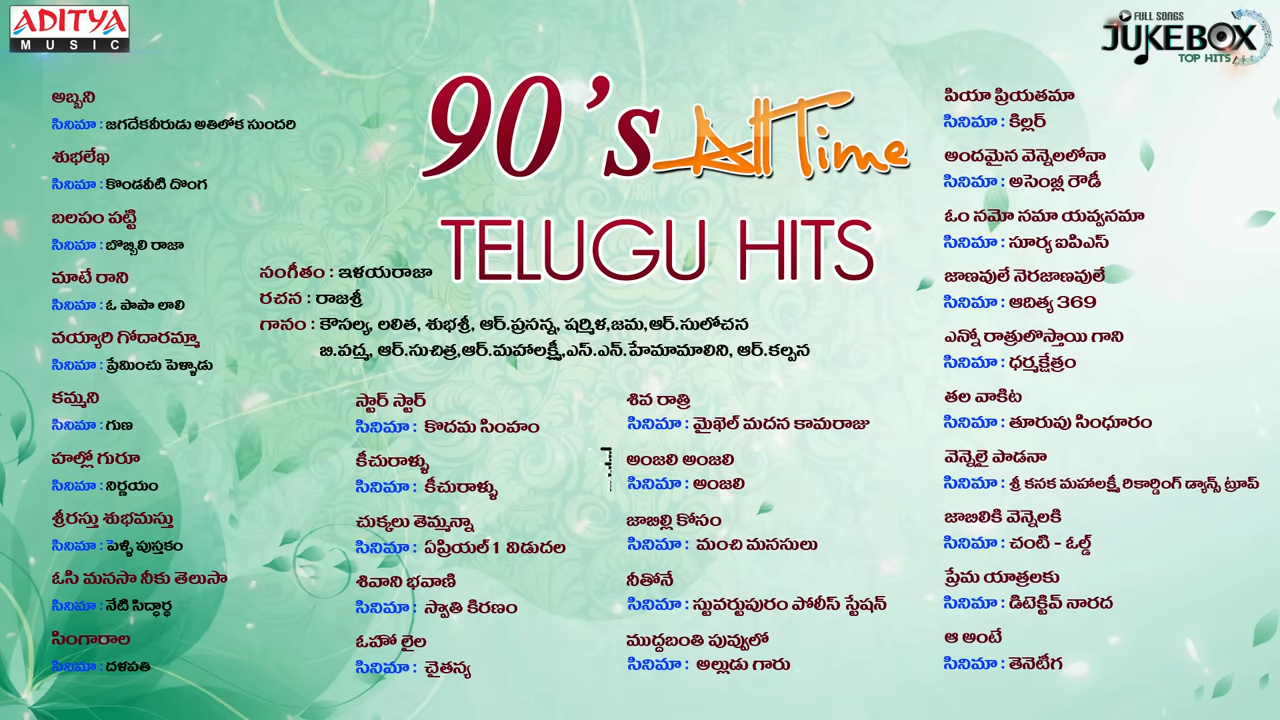 ADITYA
MUSIC
FULL SONGS
JUKEBOX
TOP HITS
90's All Time
TELUGU HITS
సంగీతం : ఇళయరాజా
రచన : రాజశ్రీ
గానం : కౌసల్య, లలిత, శుభశ్రీ, ఆర్.ప్రసన్న, షర్మిళ,జమ,ఆర్.సులోచన
బి.పద్మ, ఆర్.సుచిత్ర,ఆర్.మహాలక్ష్మీ,ఎస్.ఎన్.హేమామాలిని, ఆర్.కల్పన
అబ్బని
సినిమా : జగదేకవీరుడు అతిలోక సుందరి
శుభలేఖ
సినిమా : కొండవీటి దొంగ
బలపం పట్టి
సినిమా : బొబ్బిలి రాజా
మాటే రాని
సినిమా : ఓ పాపా లాలి
వయ్యారి గోదారమ్మా
సినిమా : ప్రేమించు పెళ్ళాడు
కమ్మని
సినిమా : గుణ
హల్లో గురూ
సినిమా : నిర్ణయం
శ్రీరస్తు శుభమస్తు
సినిమా : పెళ్ళి పుస్తకం
ఓసి మనసా నీకు తెలుసా
సినిమా : నేటి సిద్ధార్థ
సింగారాల
సినిమా : దళపతి
స్టార్ స్టార్
సినిమా : కొదమ సింహం
కీచురాళ్ళు
సినిమా : కీచురాళ్ళు
చుక్కలు తెమ్మన్నా
సినిమా : ఏప్రియల్ 1 విడుదల
శివాని భవాణి
సినిమా : స్వాతి కిరణం
ఓహో లైల
సినిమా : చైతన్య
శివ రాత్రి
సినిమా : మైఖెల్ మదన కామరాజు
అంజలి అంజలి
సినిమా : అంజలి
జాబిల్లి కోసం
సినిమా : మంచి మనసులు
నీతోనే
సినిమా : స్టువర్టుపురం పోలీస్ స్టేషన్
ముద్దబంతి పువ్వులో
సినిమా : అల్లుడు గారు
పియా ప్రియతమా
సినిమా : కిల్లర్
అందమైన వెన్నెలలోనా
సినిమా : అసెంబ్లీ రౌడీ
ఓం నమో నమా యవ్వనమా
సినిమా : సూర్య ఐపిఎస్
జాణవులే నెరజాణవులే
సినిమా : ఆదిత్య 369
ఎన్నో రాత్రులొస్తాయి గాని
సినిమా : ధర్మక్షేత్రం
తల వాకిట
సినిమా : తూరుపు సింధూరం
వెన్నెలై పాడనా
సినిమా : శ్రీ కనక మహాలక్ష్మీ రికార్డింగ్ డ్యాన్స్ ట్రూప్
జాబిలికి వెన్నెలకి
సినిమా : చంటి - ఓల్డ్
ప్రేమ యాత్రలకు
సినిమా : డిటెక్టివ్ నారద
ఆ అంటే
సినిమా : తెనెటీగ